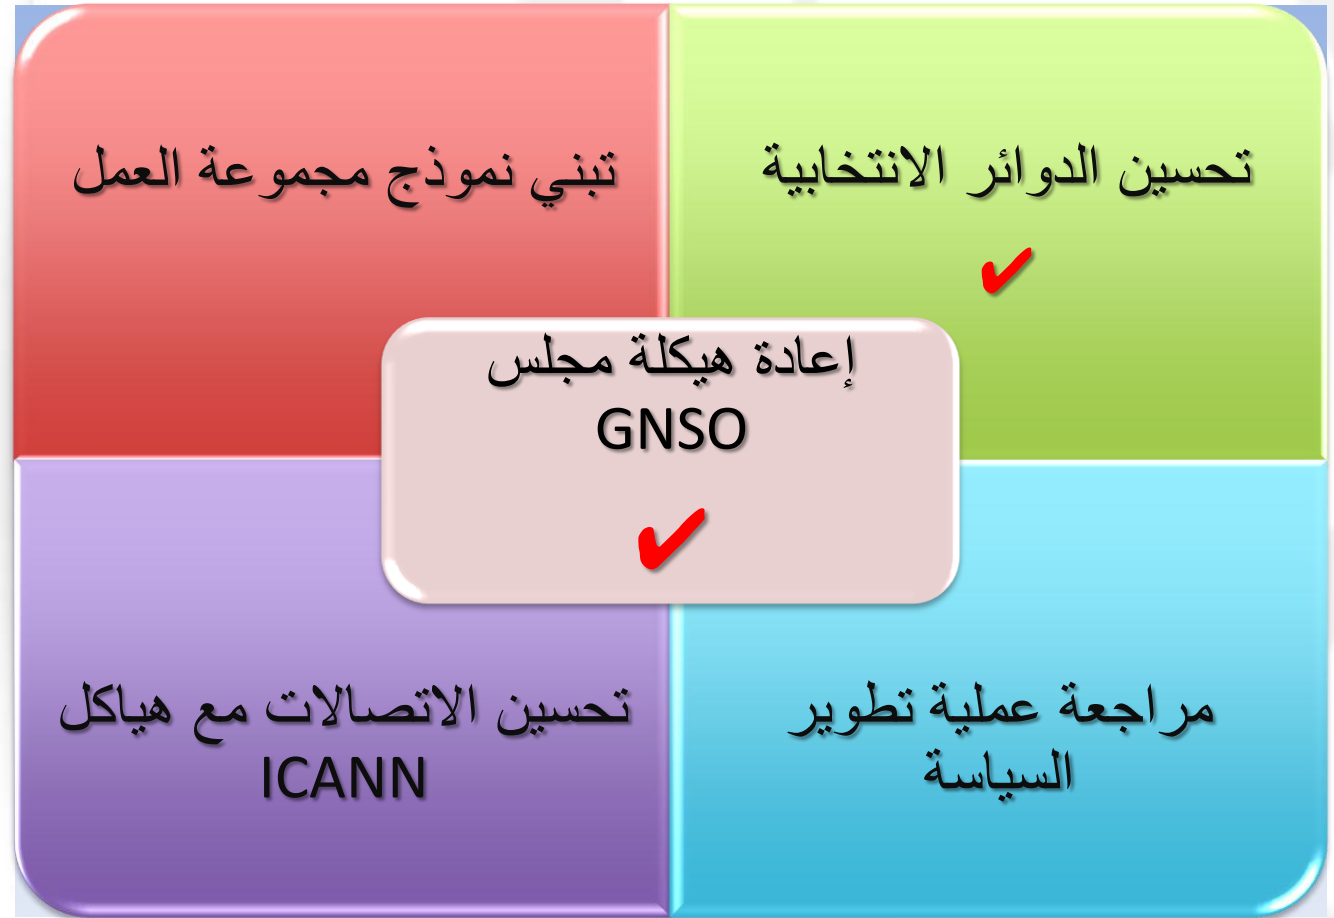 تحسين الدوائر الانتخابية
✔
تبني نموذج مجموعة العمل
إعادة هيكلة مجلس
GNSO
✔
مراجعة عملية تطوير
السياسة
تحسين الاتصالات مع هياكل
ICANN